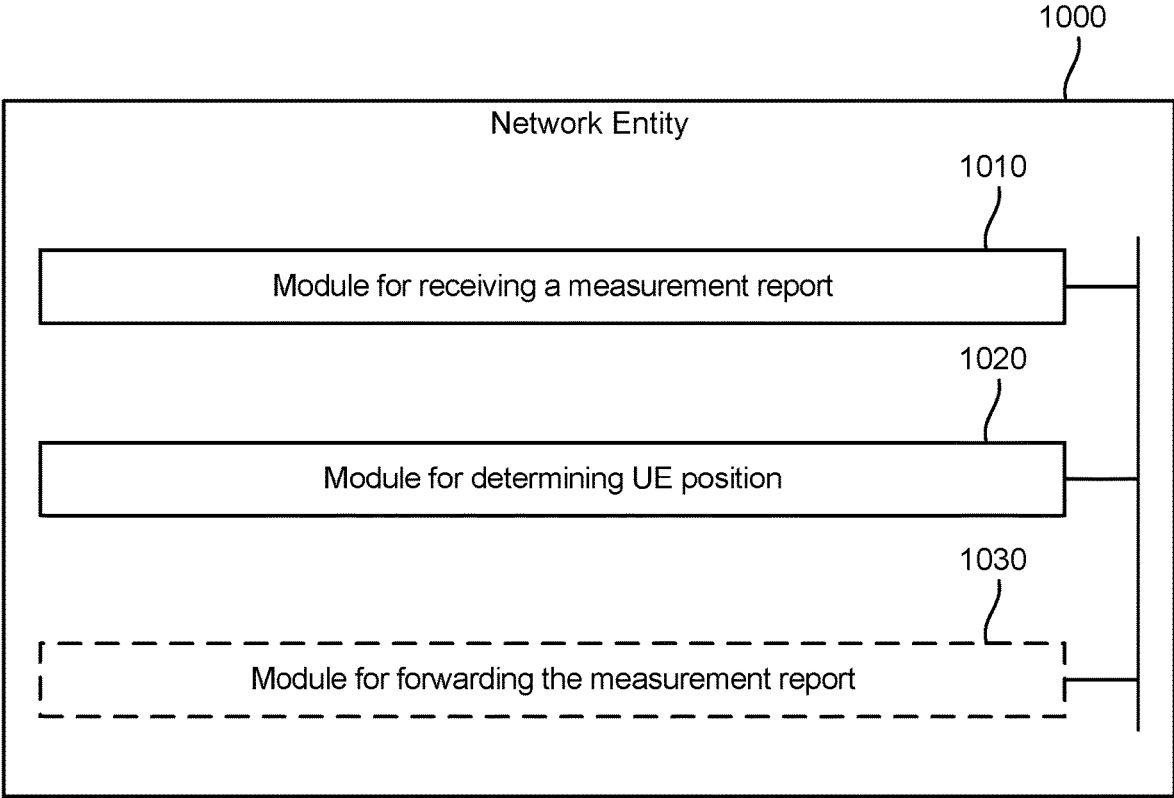 1000
Network Entity
1010
Module for receiving a measurement report
1020
Module for determining UE position
1030
Module for forwarding the measurement report